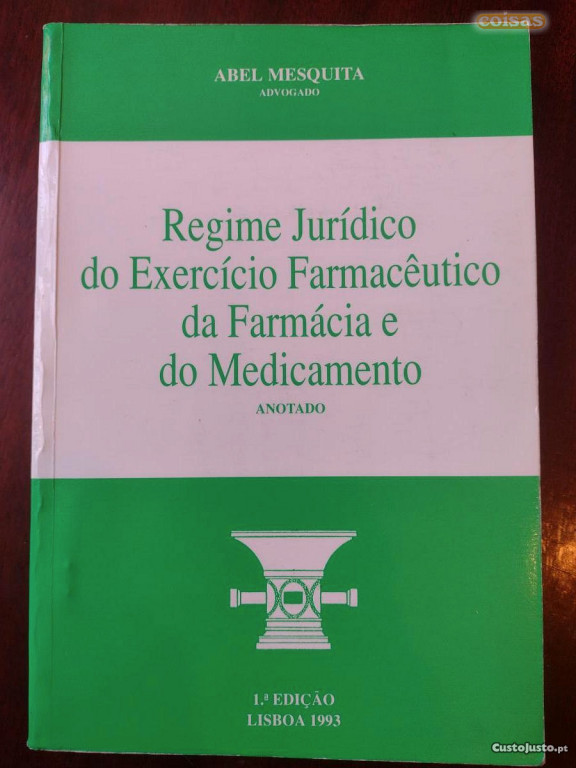 coisas
ABEL MESQUITA
ADVOGADO
Regime Jurídico
do Exercício Farmacêutico
da Farmácia e
do Medicamento
ANOTADO
1.ª EDIÇÃO
LISBOA 1993
CustoJusto.pt